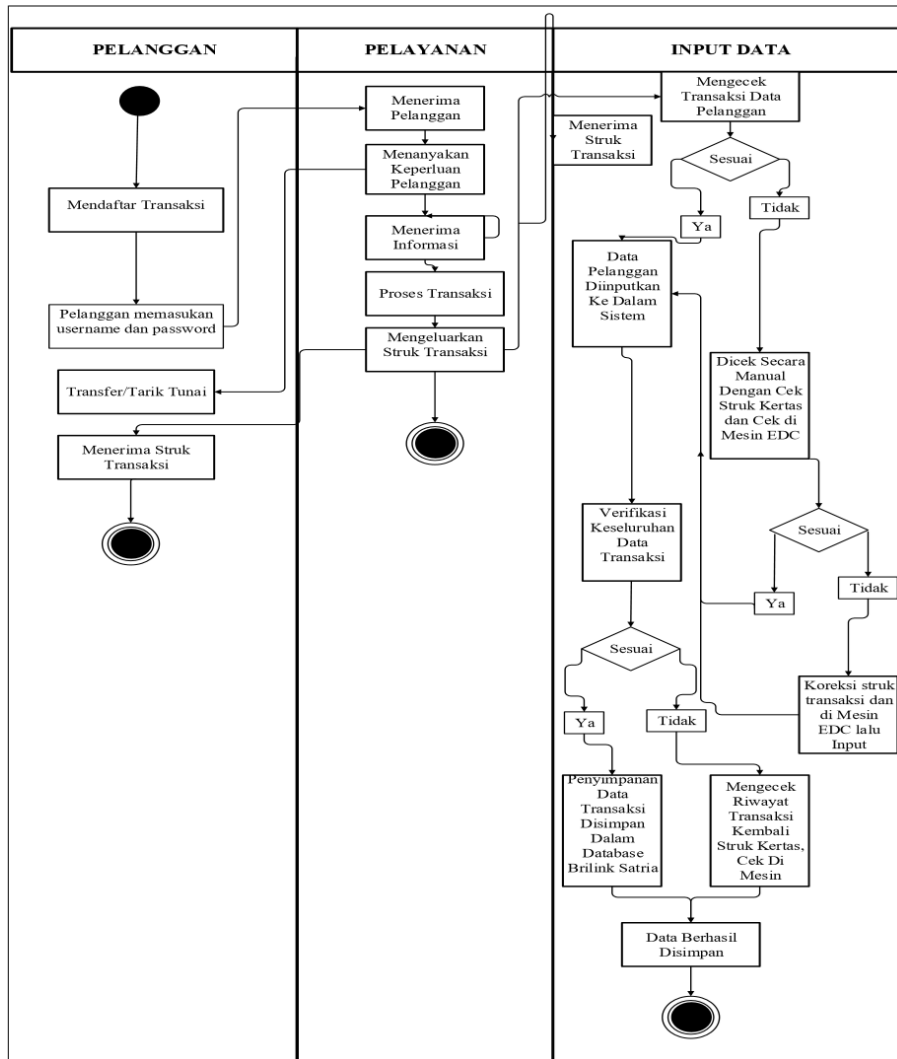 PELANGGAN
PELAYANAN
INPUT DATA
Mendaftar Transaksi
Pelanggan memasukan
username dan password
Transfer/Tarik Tunai
Menerima Struk
Transaksi
Menerima
Pelanggan
Menanyakan
Keperluan
Pelanggan
Menerima
Informasi
Proses Transaksi
Mengeluarkan
Struk Transaksi
Menerima
Struk
Transaksi
Mengecek
Transaksi Data
Pelanggan
Sesuai
Ya
Tidak
Data
Pelanggan
Diinputkan
Ke Dalam
Sistem
Dicek Secara
Manual
Dengan Cek
Struk Kertas
dan Cek di
Mesin EDC
Sesuai
Ya
Tidak
Koreksi struk
transaksi dan
di Mesin
EDC lalu
Input
Verifikasi
Keseluruhan
Data
Transaksi
Sesuai
Ya
Tidak
Penyimpanan
Data
Transaksi
Disimpan
Dalam
Database
Brilink Satria
Mengecek
Riwayat
Transaksi
Kembali
Struk Kertas,
Cek Di
Mesin
Data Berhasil
Disimpan